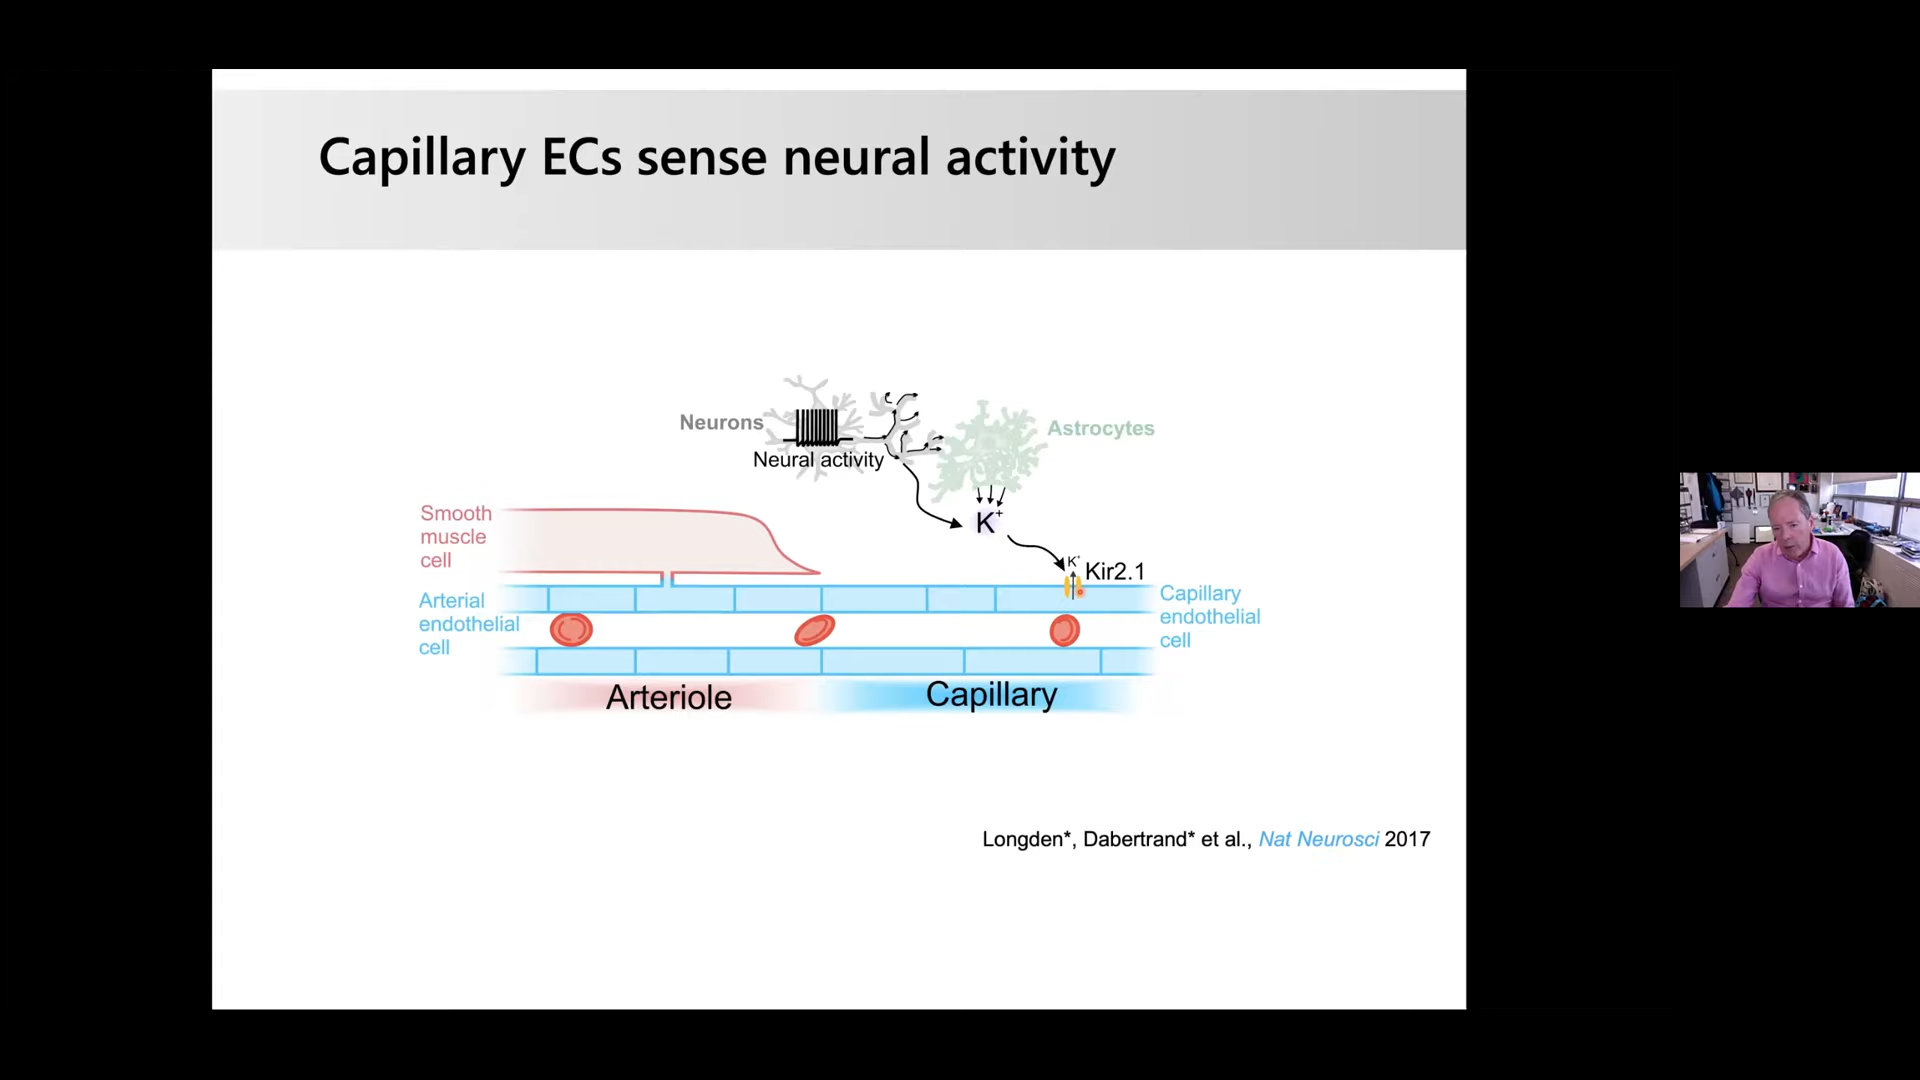 Capillary ECs sense neural activity
Neurons
Neural activity
Astrocytes
K+
Smooth
muscle
cell
K+
Kir2.1
Arterial
endothelial
cell
Capillary
endothelial
cell
Arteriole
Capillary
Longden*, Dabertrand* et al., Nat Neurosci 2017